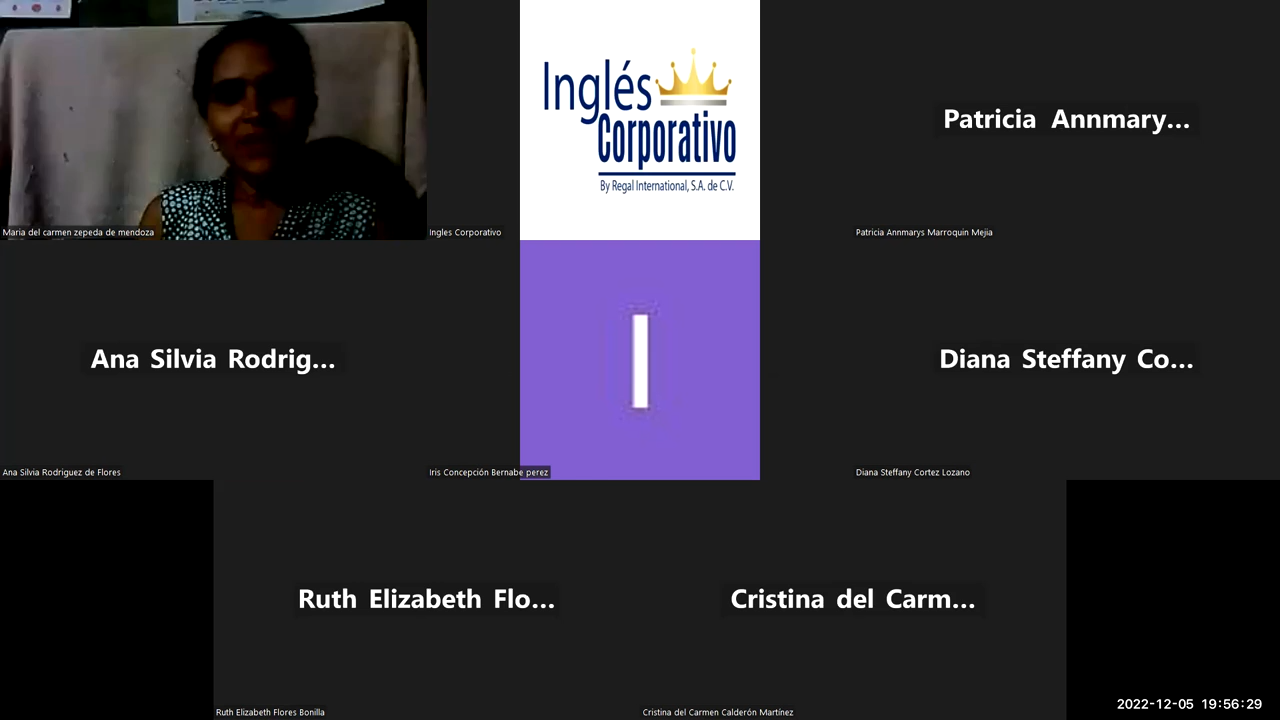 Inglés
Corporativo
By Regal International, S.A. de C.V.
Patricia Annmary...
Maria del carmen zepeda de mendoza
Ingles Corporativo
Patricia Annmarys Marroquin Mejia
Ana Silvia Rodrig...
I
Diana Steffany Co...
Ana Silvia Rodriguez de Flores
Iris Concepción Bernabe perez
Diana Steffany Cortez Lozano
Ruth Elizabeth Flo...
Cristina del Carm...
Ruth Elizabeth Flores Bonilla
Cristina del Carmen Calderón Martínez
2022-12-05 19:56:29